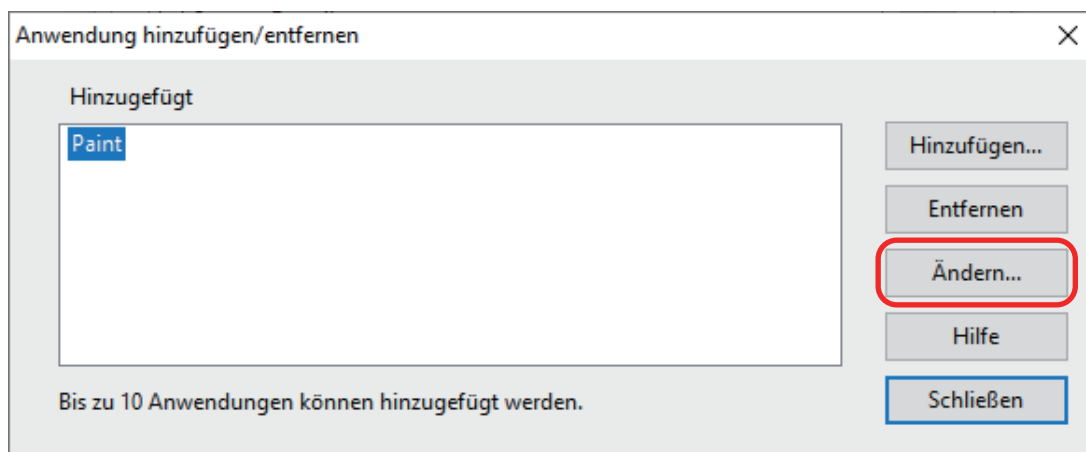 Anwendung hinzufügen/entfernen
Hinzugefügt
Paint
Hinzufügen...
Entfernen
Ändern...
Hilfe
Schließen
Bis zu 10 Anwendungen können hinzugefügt werden.